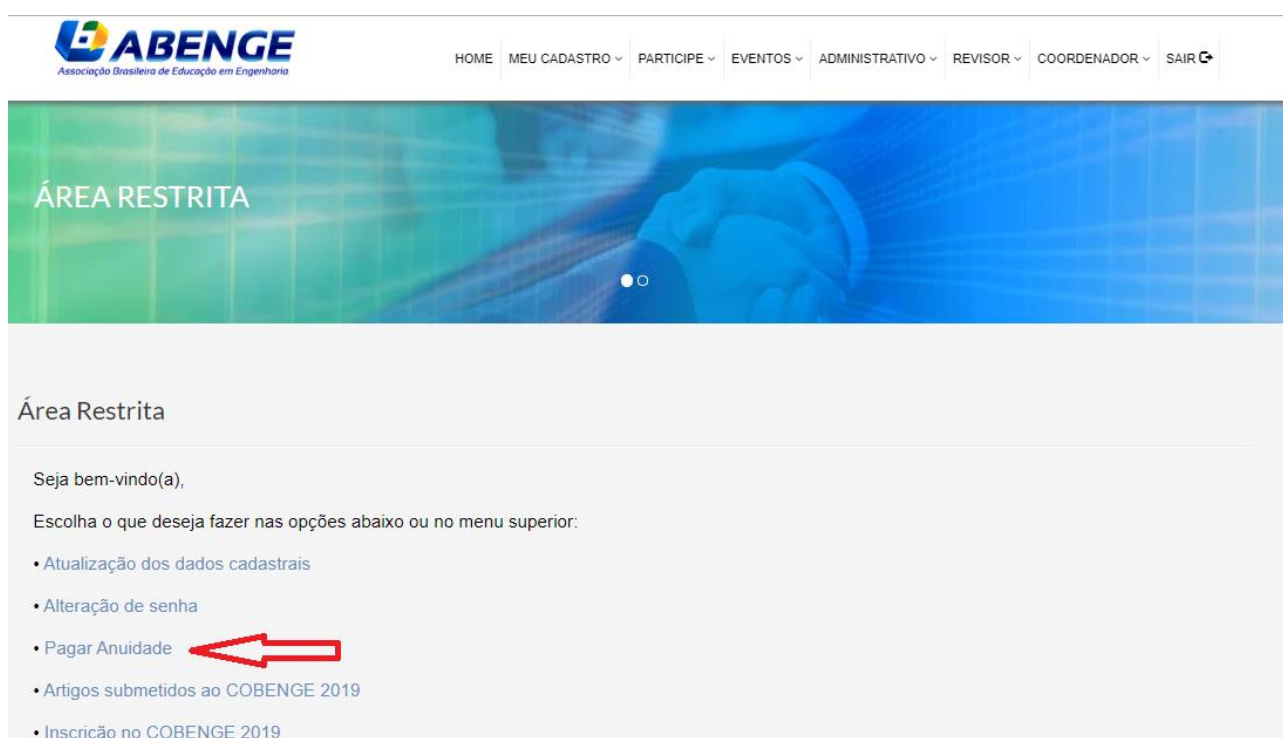 ABENGE
Associação Brasileira de Educação em Engenharia
HOME MEU CADASTRO PARTICIPE EVENTOS ADMINISTRATIVO REVISOR COORDENADOR SAIR
ÁREA RESTRITA
Área Restrita
Seja bem-vindo(a),
Escolha o que deseja fazer nas opções abaixo ou no menu superior:
• Atualização dos dados cadastrais
• Alteração de senha
• Pagar Anuidade
• Artigos submetidos ao COBENGE 2019
• Inscrição no COBENGE 2019